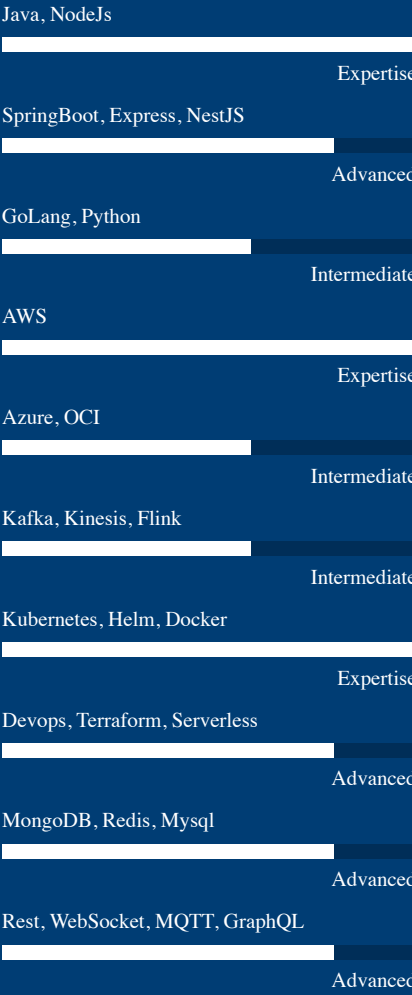 Java, NodeJs
Expertise
SpringBoot, Express, NestJS
Advanced
GoLang, Python
Intermediate
AWS
Expertise
Azure, OCI
Intermediate
Kafka, Kinesis, Flink
Intermediate
Kubernetes, Helm, Docker
Expertise
Devops, Terraform, Serverless
Advanced
MongoDB, Redis, Mysql
Advanced
Rest, WebSocket, MQTT, GraphQL
Advanced